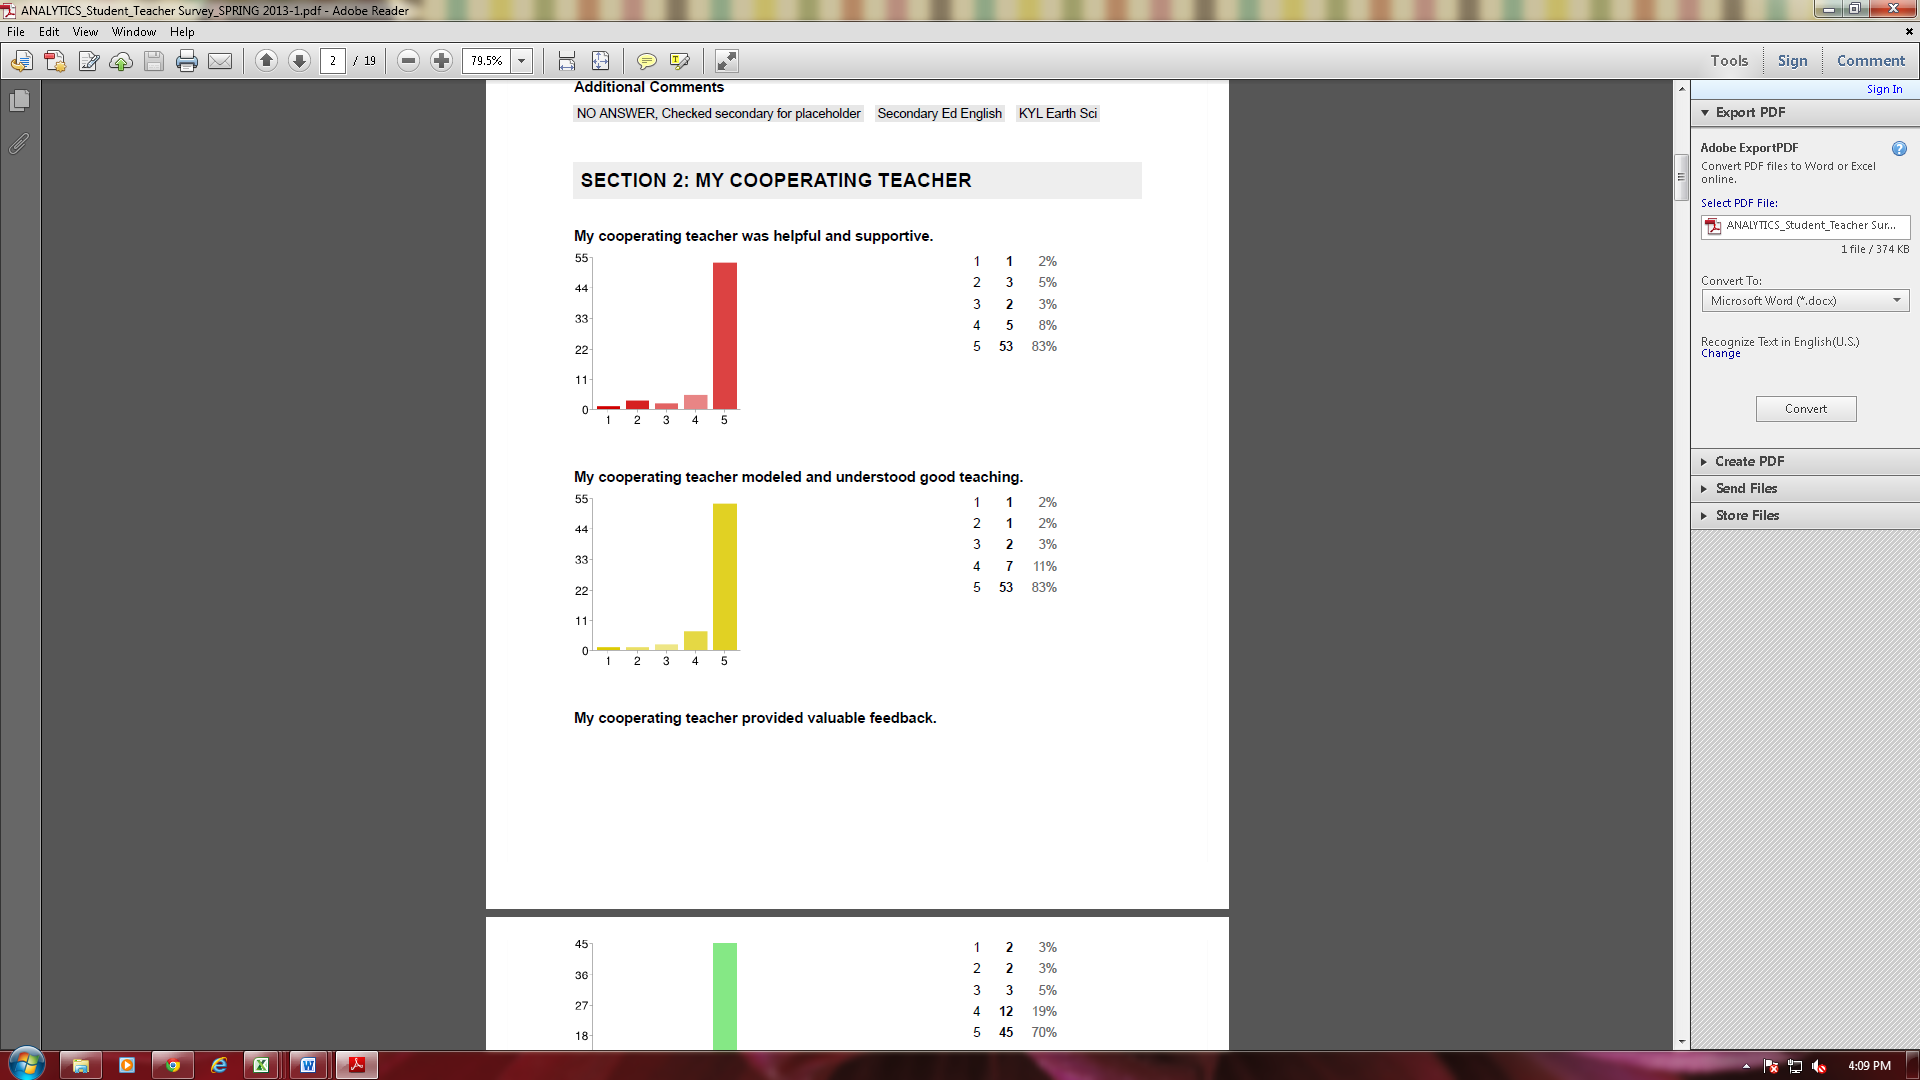 ANALYTICS_Student_Teacher Survey_SPRING 2013-1.pdf - Adobe Reader
File Edit View Window Help
2 / 19 79.5% Tools Sign Comment
Additional Comments
NO ANSWER, Checked secondary for placeholder Secondary Ed English KYL Earth Sci
SECTION 2: MY COOPERATING TEACHER
My cooperating teacher was helpful and supportive.
55
44
33
22
11
0
1 2 3 4 5
1 1 2%
2 3 5%
3 2 3%
4 5 8%
5 53 83%
My cooperating teacher modeled and understood good teaching.
55
44
33
22
11
0
1 2 3 4 5
1 1 2%
2 1 2%
3 2 3%
4 7 11%
5 53 83%
My cooperating teacher provided valuable feedback.
45
36
27
18
1 2 3%
2 2 3%
3 3 5%
4 12 19%
5 45 70%
Sign In
Export PDF
Adobe ExportPDF
Convert PDF files to Word or Excel
online.
Select PDF File:
ANALYTICS_Student_Teacher Sur...
1 file / 374 KB
Convert To:
Microsoft Word (*.docx)
Recognize Text in English(U.S.)
Change
Convert
Create PDF
Send Files
Store Files
4:09 PM